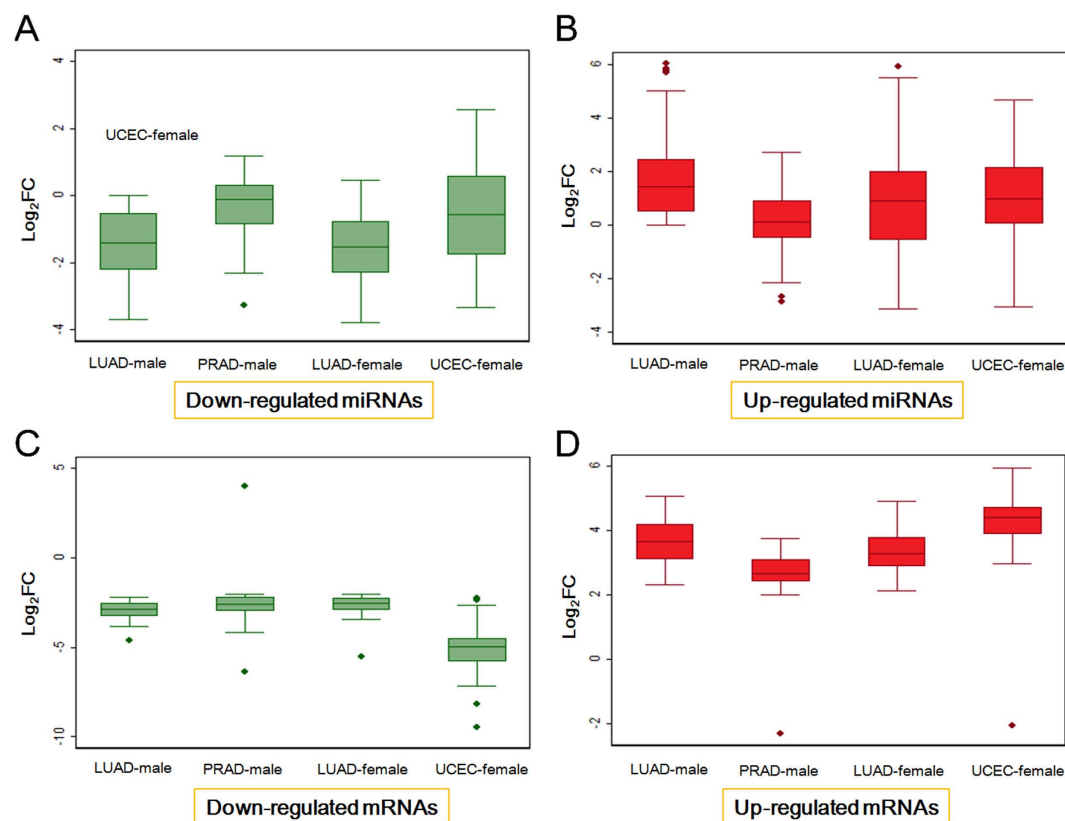 A
B
4
2
0
-2
-4
Log₂FC
UCEC-female
LUAD-male
PRAD-male
LUAD-female
UCEC-female
Down-regulated miRNAs
6
4
2
0
-2
-4
Log₂FC
LUAD-male
PRAD-male
LUAD-female
UCEC-female
Up-regulated miRNAs
C
D
5
0
-5
-10
Log₂FC
LUAD-male
PRAD-male
LUAD-female
UCEC-female
Down-regulated mRNAs
6
4
2
0
-2
Log₂FC
LUAD-male
PRAD-male
LUAD-female
UCEC-female
Up-regulated mRNAs